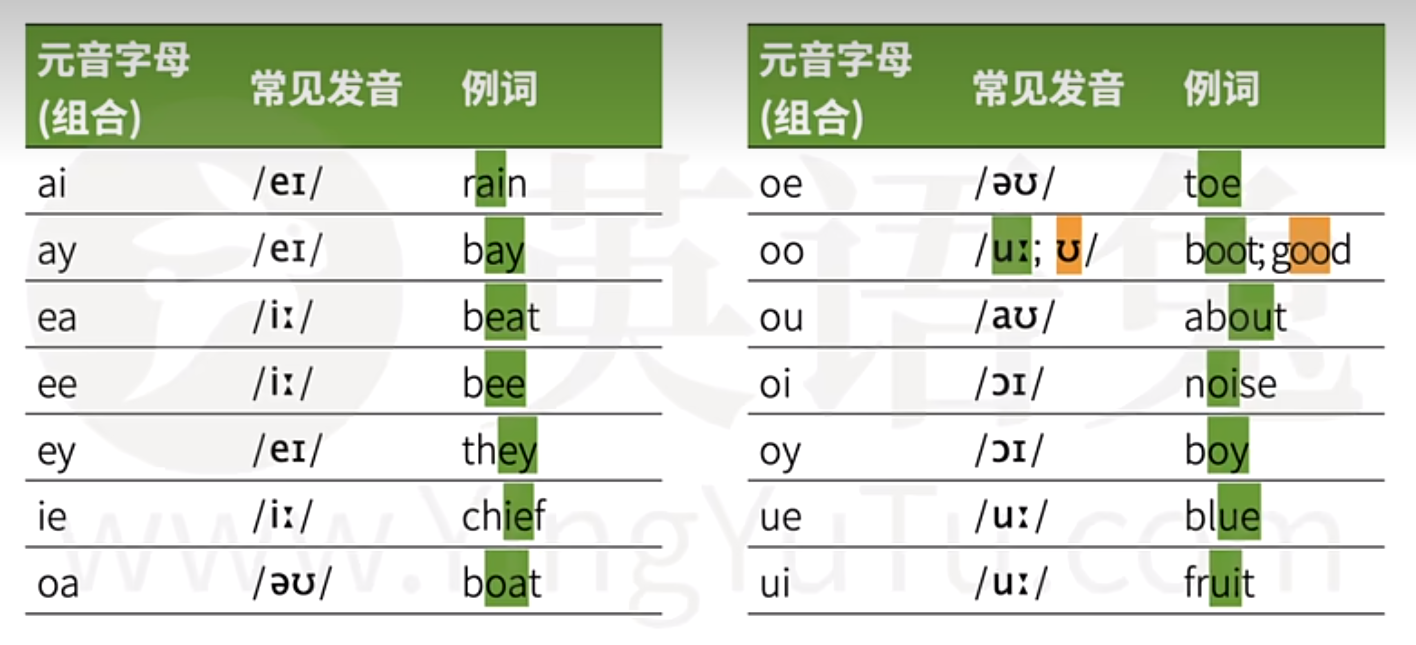 元音字母
(组合) 常见发音 例词
ai /eɪ/ rain
ay /eɪ/ bay
ea /iː/ beat
ee /iː/ bee
ey /eɪ/ they
ie /iː/ chief
oa /əʊ/ boat
元音字母
(组合) 常见发音 例词
oe /əʊ/ toe
oo /uː; ʊ/ boot; good
ou /aʊ/ about
oi /ɔɪ/ noise
oy /ɔɪ/ boy
ue /uː/ blue
ui /uː/ fruit
英语兔
www.YingYuTu.com